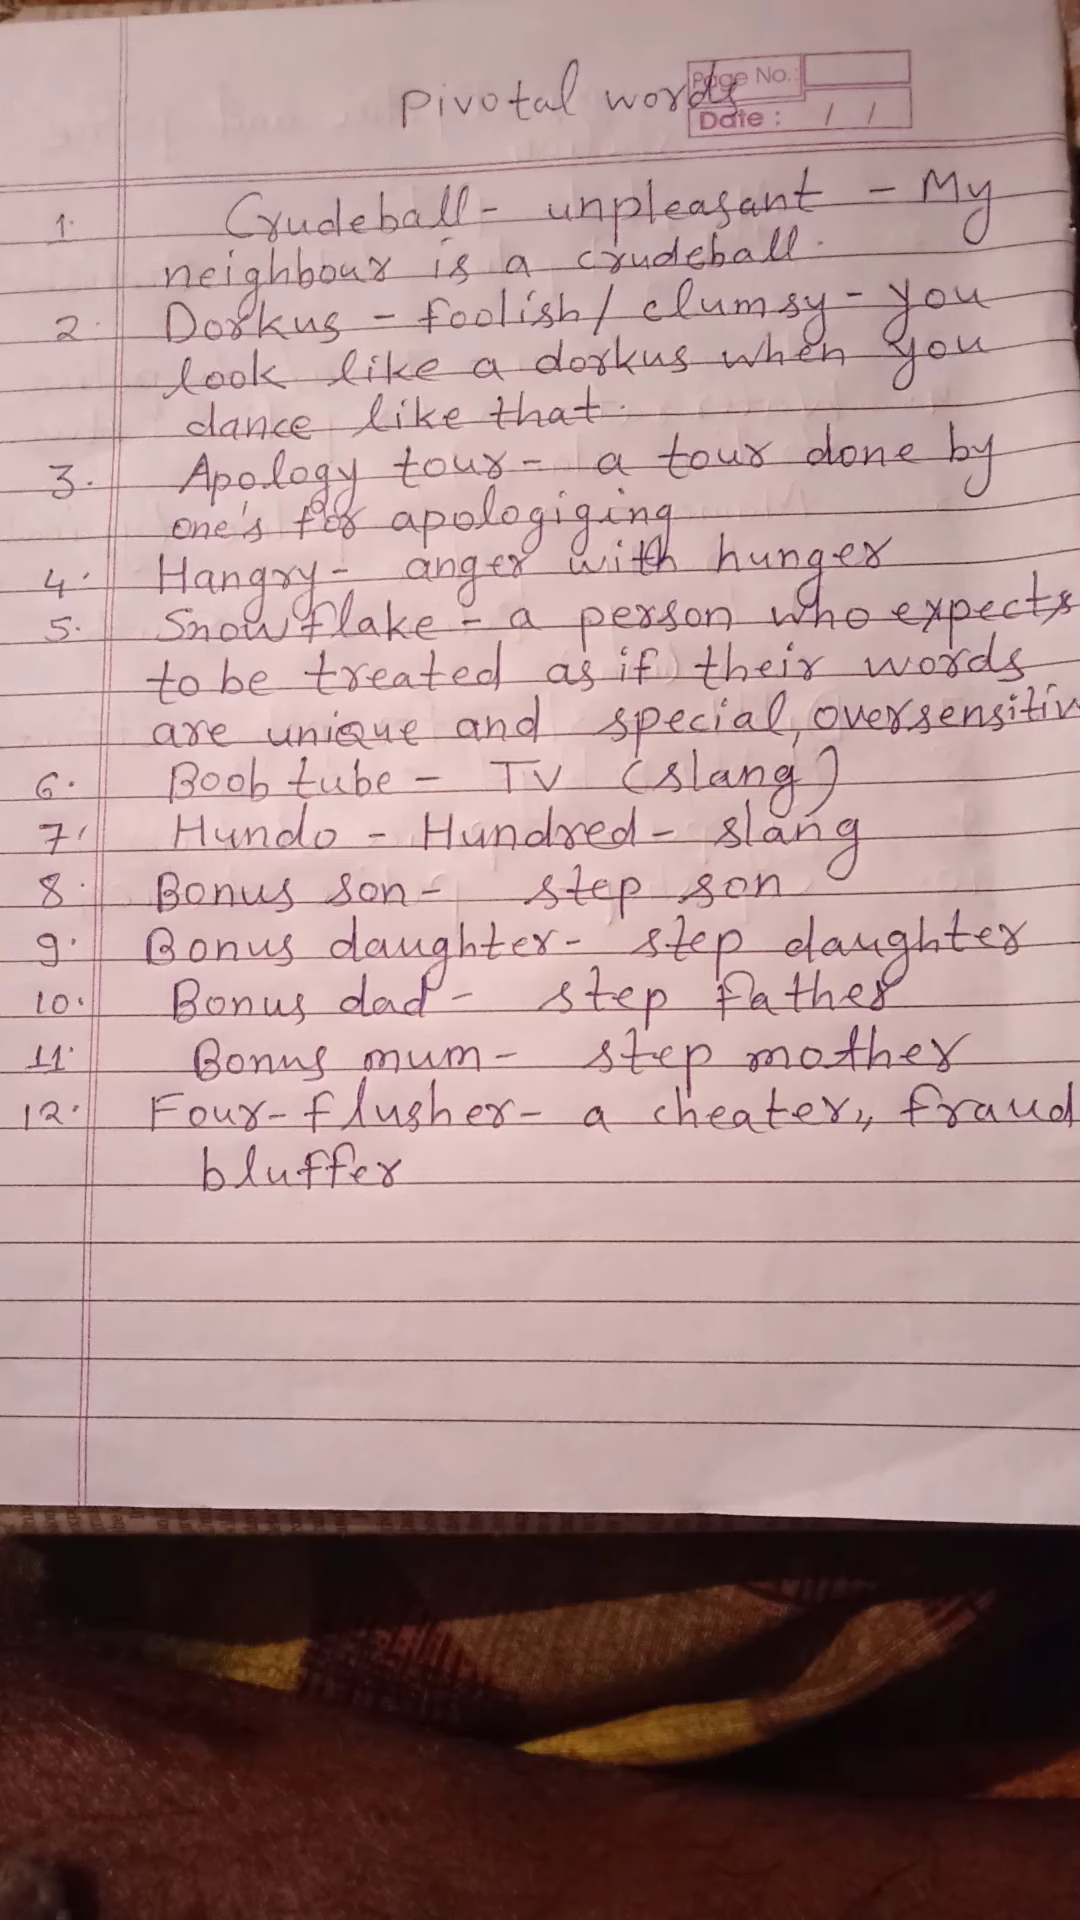 Pivotal words
Page No.:
Date : / /
1. Crudeball - unpleasant - My
neighbour is a crudeball.
2. Dorkus - foolish / clumsy - you
look like a dorkus when you
dance like that.
3. Apology tour - a tour done by
one's for apologiging
4. Hangry - anger with hunger
5. Snow flake - a person who expects
to be treated as if their words
are unique and special, oversensitiv
6. Boob tube - TV (slang)
7. Hundo - Hundred - slang
8. Bonus son - step son
9. Bonus daughter - step daughter
10. Bonus dad - step father
11. Bonus mum - step mother
12. Four-flusher - a cheater,, fraud
bluffer